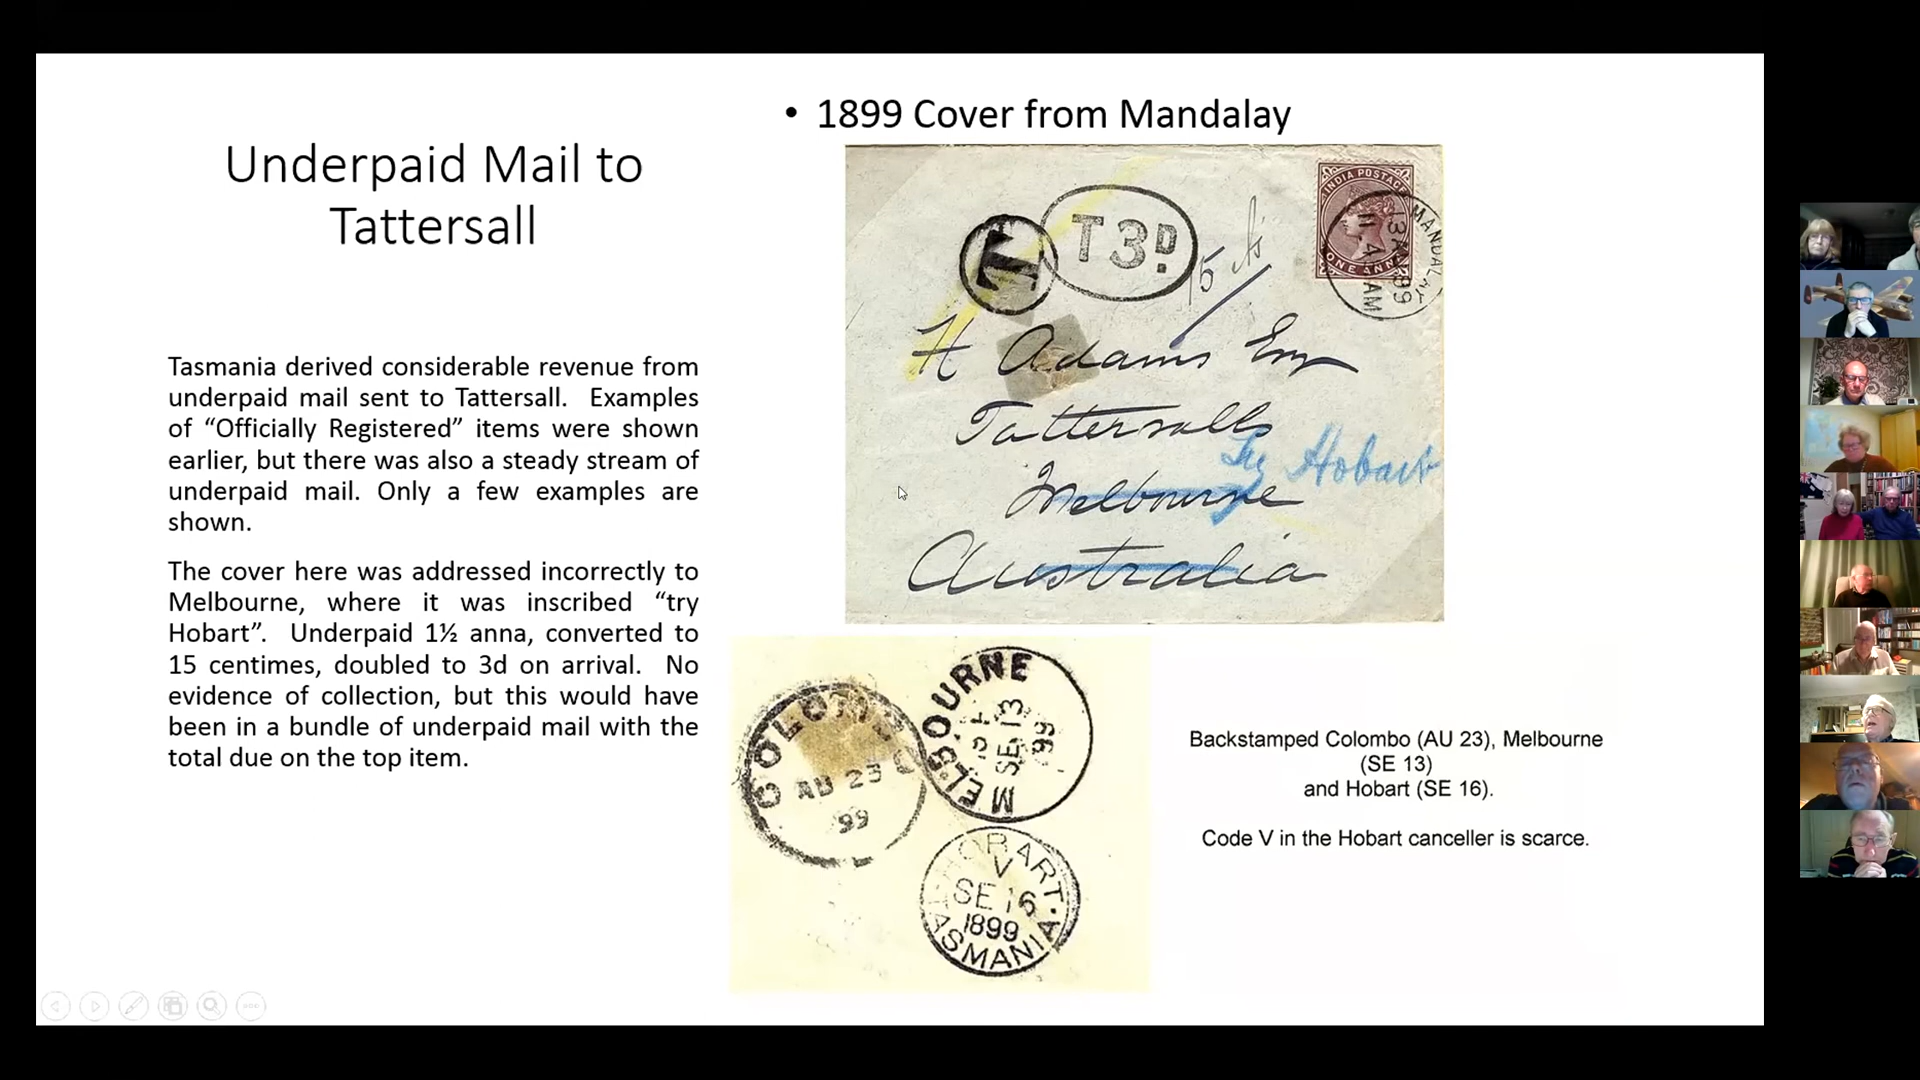 Underpaid Mail to
Tattersall
Tasmania derived considerable revenue from
underpaid mail sent to Tattersall.  Examples
of “Officially Registered” items were shown
earlier, but there was also a steady stream of
underpaid mail. Only a few examples are
shown.
The cover here was addressed incorrectly to
Melbourne, where it was inscribed “try
Hobart”.  Underpaid 1½ anna, converted to
15 centimes, doubled to 3d on arrival.  No
evidence of collection, but this would have
been in a bundle of underpaid mail with the
total due on the top item.
• 1899 Cover from Mandalay
INDIA POSTAGE
ONE ANNA
MANDALAY
11 AM
T
T 3D
15 cts
H Adams Esq
Tattersalls
Try Hobart
Melbourne
Australia
COLOMBO
AU 23
99
MELBOURNE
SE 13
99
HOBART
V
SE 16
1899
TASMANIA
Backstamped Colombo (AU 23), Melbourne
(SE 13)
and Hobart (SE 16).
Code V in the Hobart canceller is scarce.